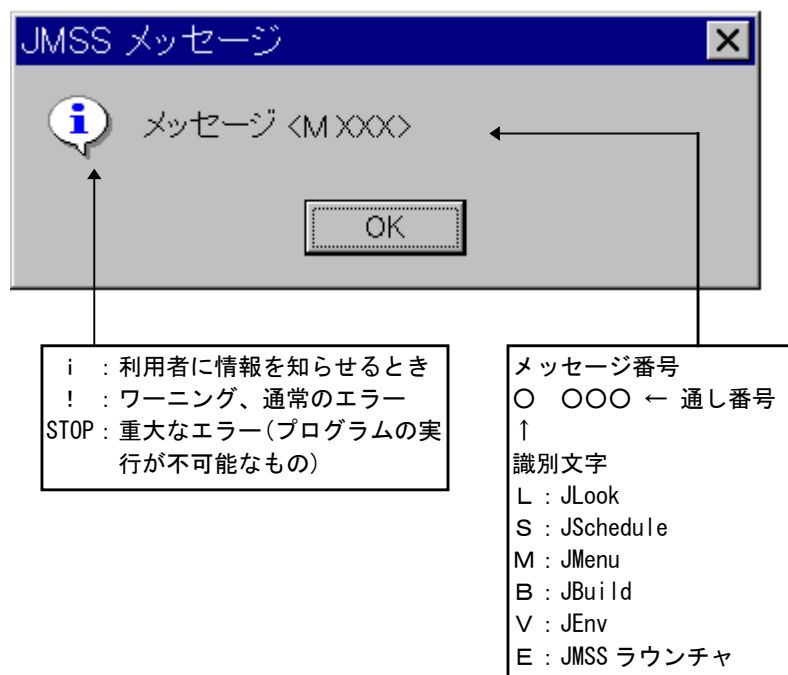 JMSS メッセージ
メッセージ <M XXX>
OK
i :利用者に情報を知らせるとき
! :ワーニング、通常のエラー
STOP:重大なエラー(プログラムの実
行が不可能なもの)
メッセージ番号
○ ○○○ ← 通し番号
↑
識別文字
L:JLook
S:JSchedule
M:JMenu
B:JBuild
V:JEnv
E:JMSS ラウンチャ